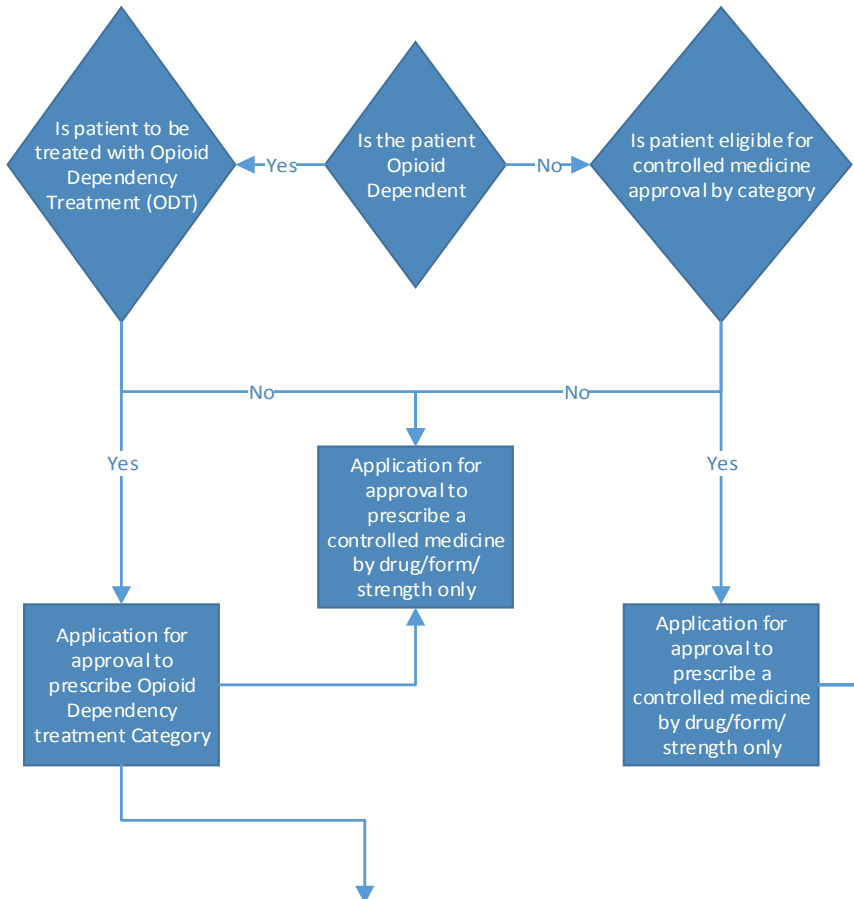 Is patient to be
treated with Opioid
Dependency
Treatment (ODT)
Yes
Is the patient
Opioid
Dependent
No
Is patient eligible for
controlled medicine
approval by category
No
No
Yes
Yes
Application for
approval to
prescribe a
controlled medicine
by drug/form/
strength only
Application for
approval to
prescribe Opioid
Dependency
treatment Category
Application for
approval to
prescribe a
controlled medicine
by drug/form/
strength only